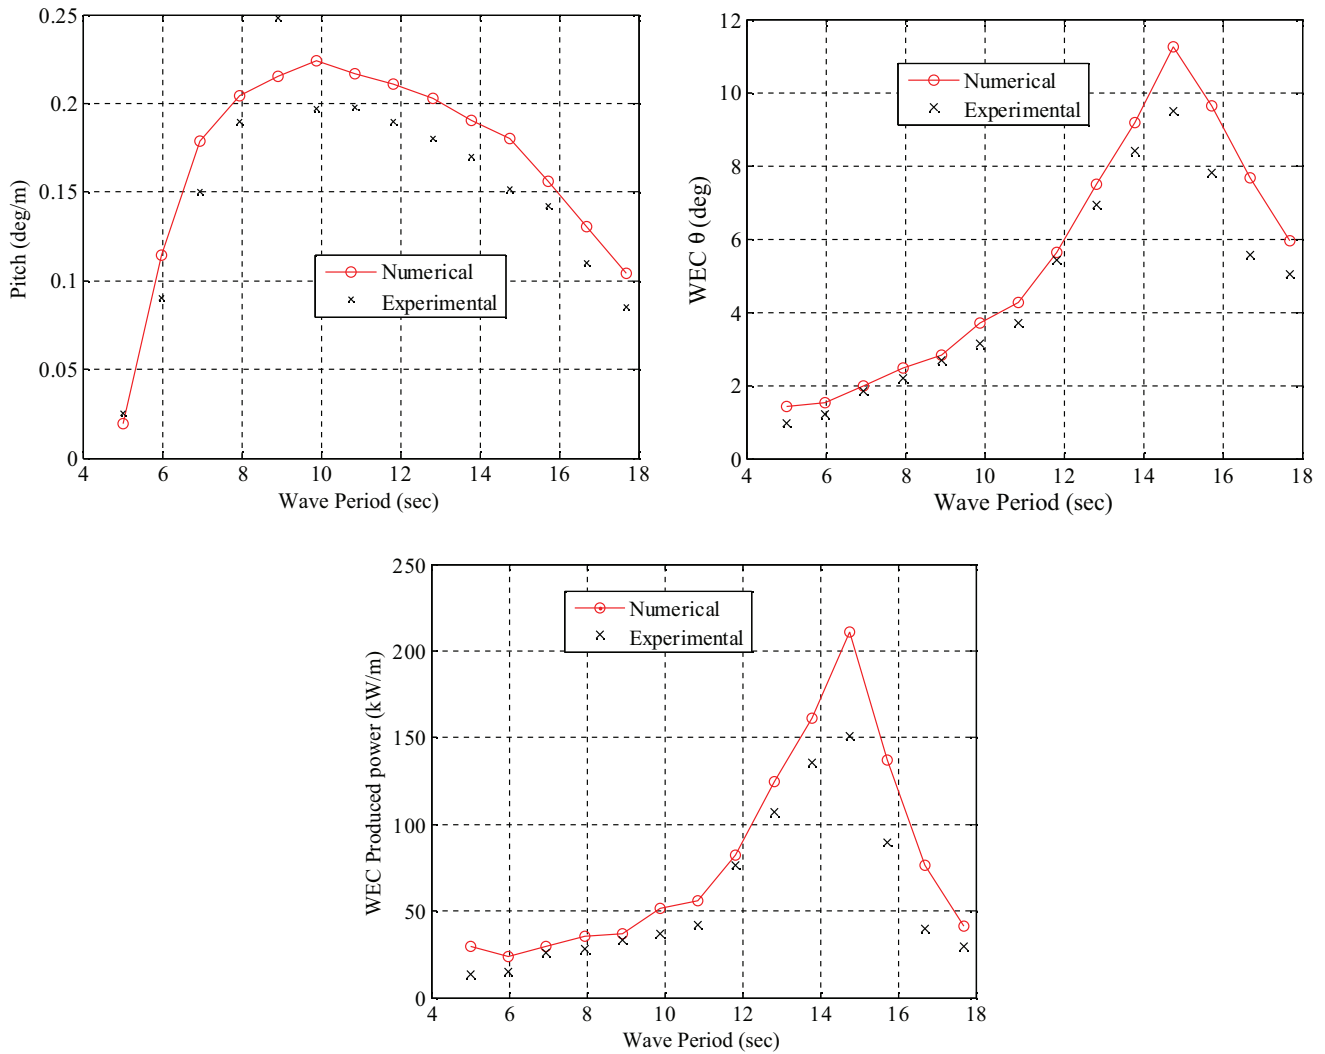 0.25
0.2
0.15
0.1
0.05
0
Pitch (deg/m)
Numerical
Experimental
4 6 8 10 12 14 16 18
Wave Period (sec)
12
10
8
6
4
2
0
WEC θ (deg)
Numerical
Experimental
4 6 8 10 12 14 16 18
Wave Period (sec)
250
200
150
100
50
0
WEC Produced power (kW/m)
Numerical
Experimental
4 6 8 10 12 14 16 18
Wave Period (sec)